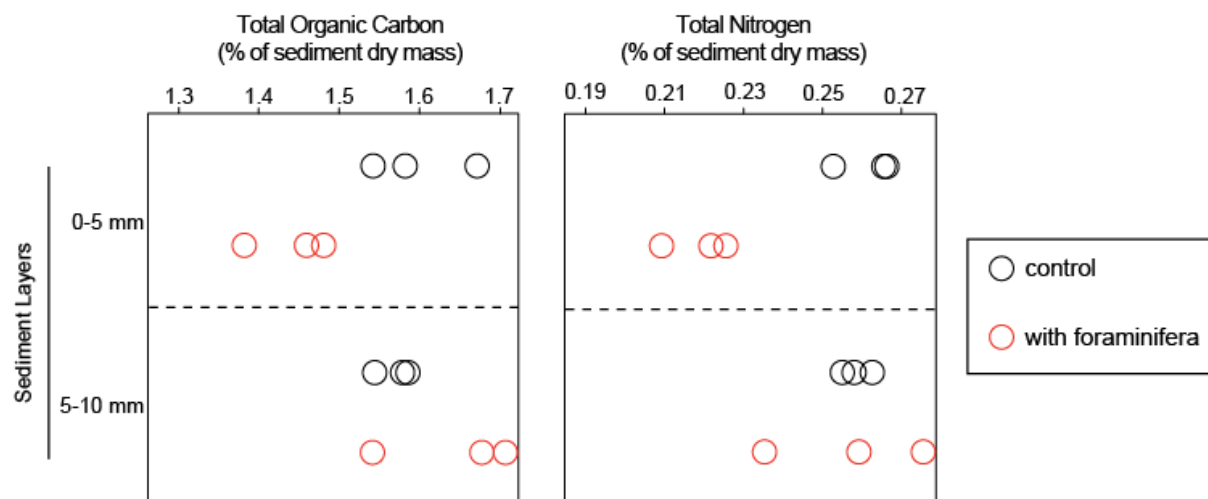 Total Organic Carbon
(% of sediment dry mass)
Total Nitrogen
(% of sediment dry mass)
1.3 1.4 1.5 1.6 1.7
0.19 0.21 0.23 0.25 0.27
Sediment Layers
0-5 mm
5-10 mm
control
with foraminifera